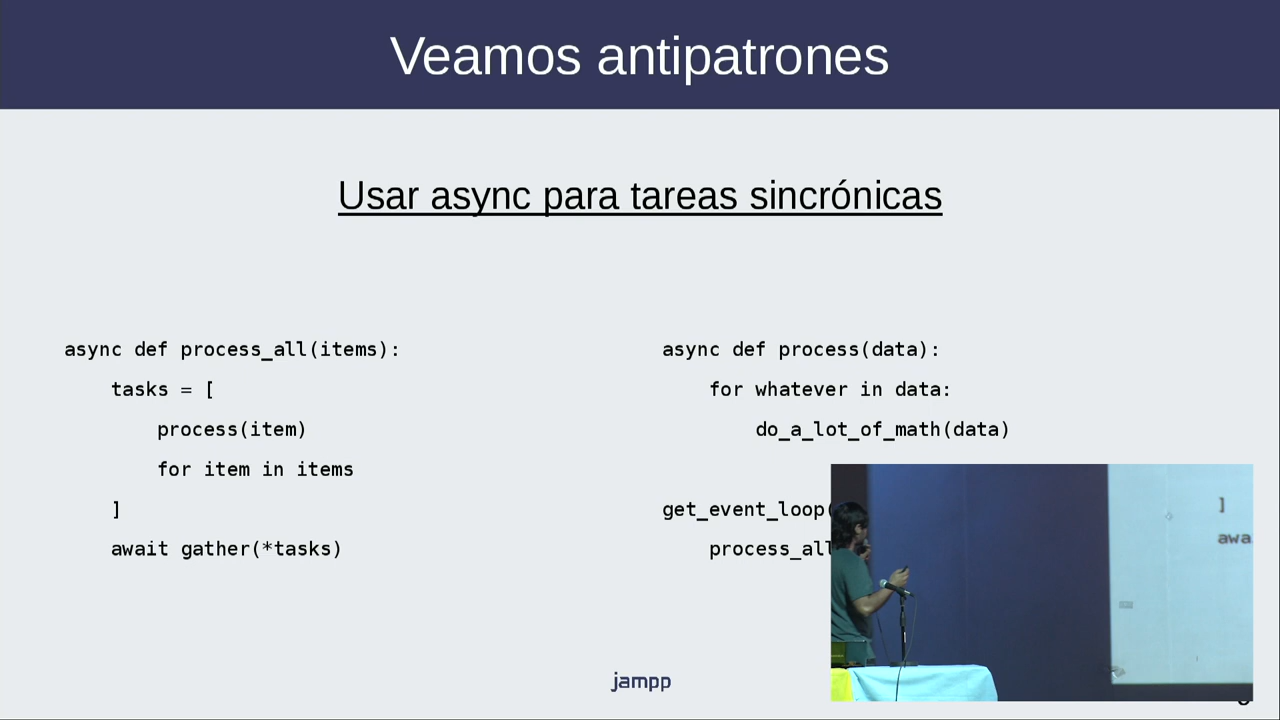 Veamos antipatrones
Usar async para tareas sincrónicas
async def process_all(items):
tasks = [
process(item)
for item in items
]
await gather(*tasks)
async def process(data):
for whatever in data:
do_a_lot_of_math(data)
get_event_loop(
process_all
]
awa
jampp